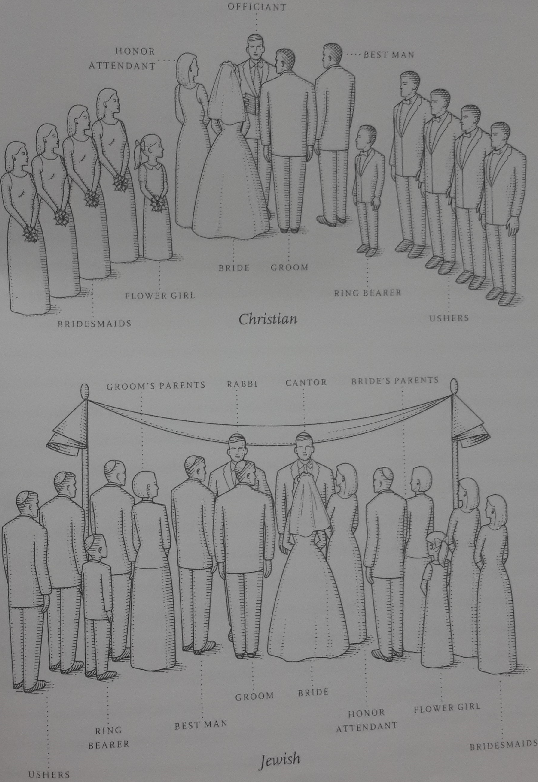 OFFICIANT
HONOR
ATTENDANT
BEST MAN
BRIDE
GROOM
FLOWER GIRL
RING BEARER
BRIDESMAIDS
Christian
USHERS
GROOM'S PARENTS
RABBI
CANTOR
BRIDE'S PARENTS
GROOM
BRIDE
RING
BEARER
BEST MAN
HONOR
ATTENDANT
FLOWER GIRL
BRIDESMAIDS
USHERS
Jewish